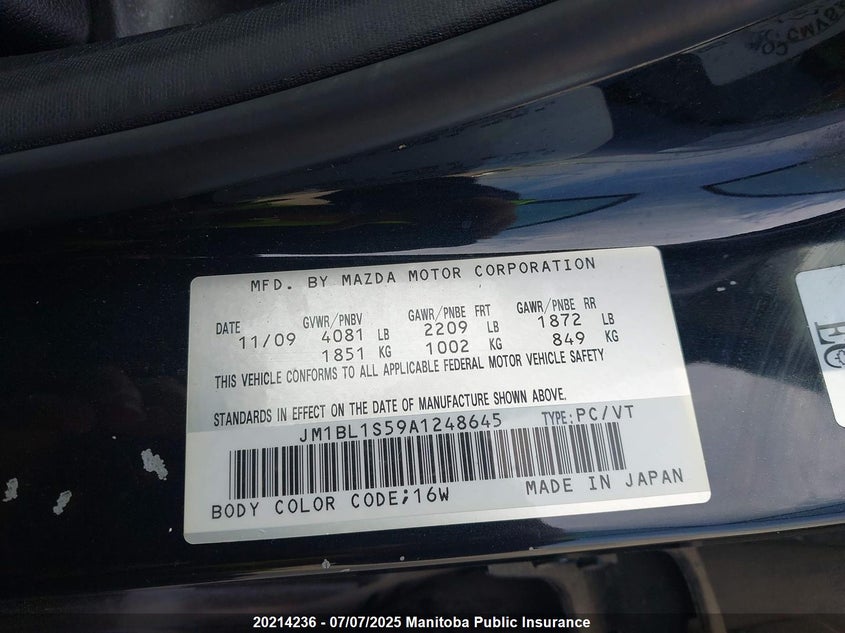 MFD. BY MAZDA MOTOR CORPORATION
DATE GVWR/PNBV GAWR/PNBE FRT GAWR/PNBE RR
11/09 4081 LB 2209 LB 1872 LB
1851 KG 1002 KG 849 KG
THIS VEHICLE CONFORMS TO ALL APPLICABLE FEDERAL MOTOR VEHICLE SAFETY
STANDARDS IN EFFECT ON THE DATE OF MANUFACTURE SHOWN ABOVE.
JM1BL1S59A1248645 TYPE:PC/VT
BODY COLOR CODE;16W MADE IN JAPAN
EC
20214236 - 07/07/2025 Manitoba Public Insurance